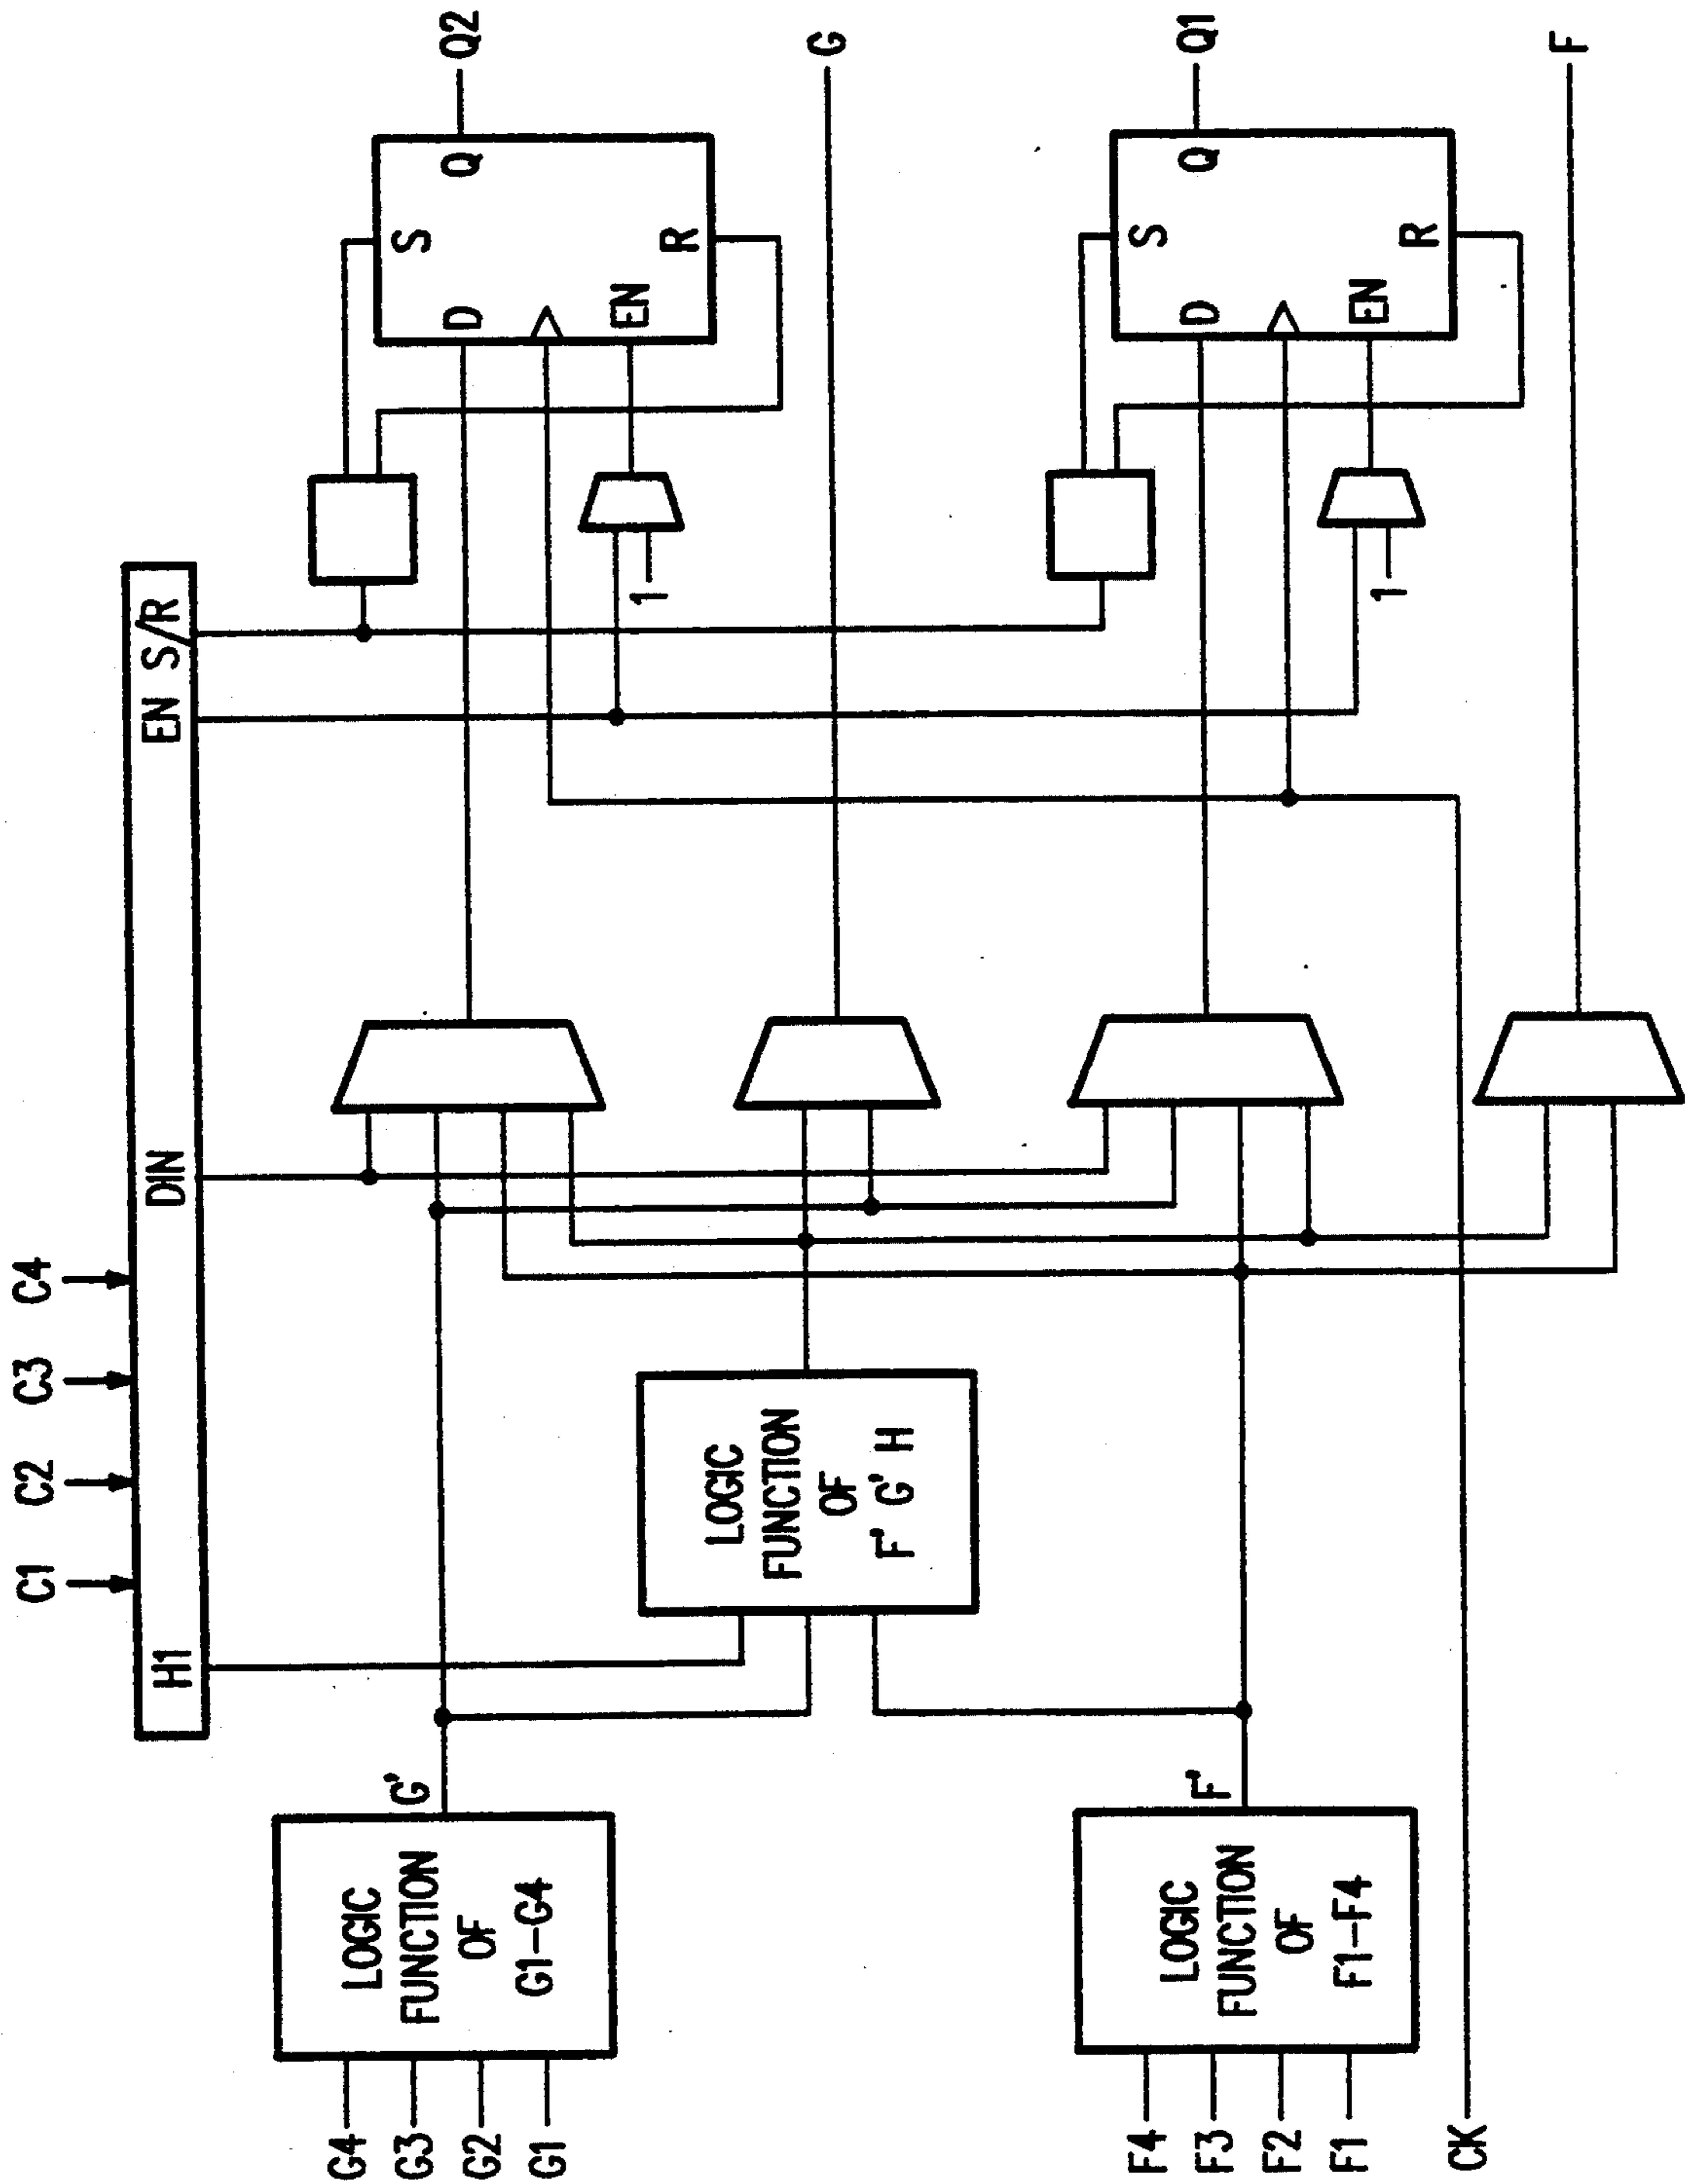 C1
C2
C3
C4
H1
DIN
EN
S/R
G4
G3
G2
G1
LOGIC
FUNCTION
OF
G1-G4
G'
LOGIC
FUNCTION
OF
F' G' H
F4
F3
F2
F1
LOGIC
FUNCTION
OF
F1-F4
F'
CK
1
S
D
Q
EN
R
Q2
G
1
S
D
Q
EN
R
Q1
F